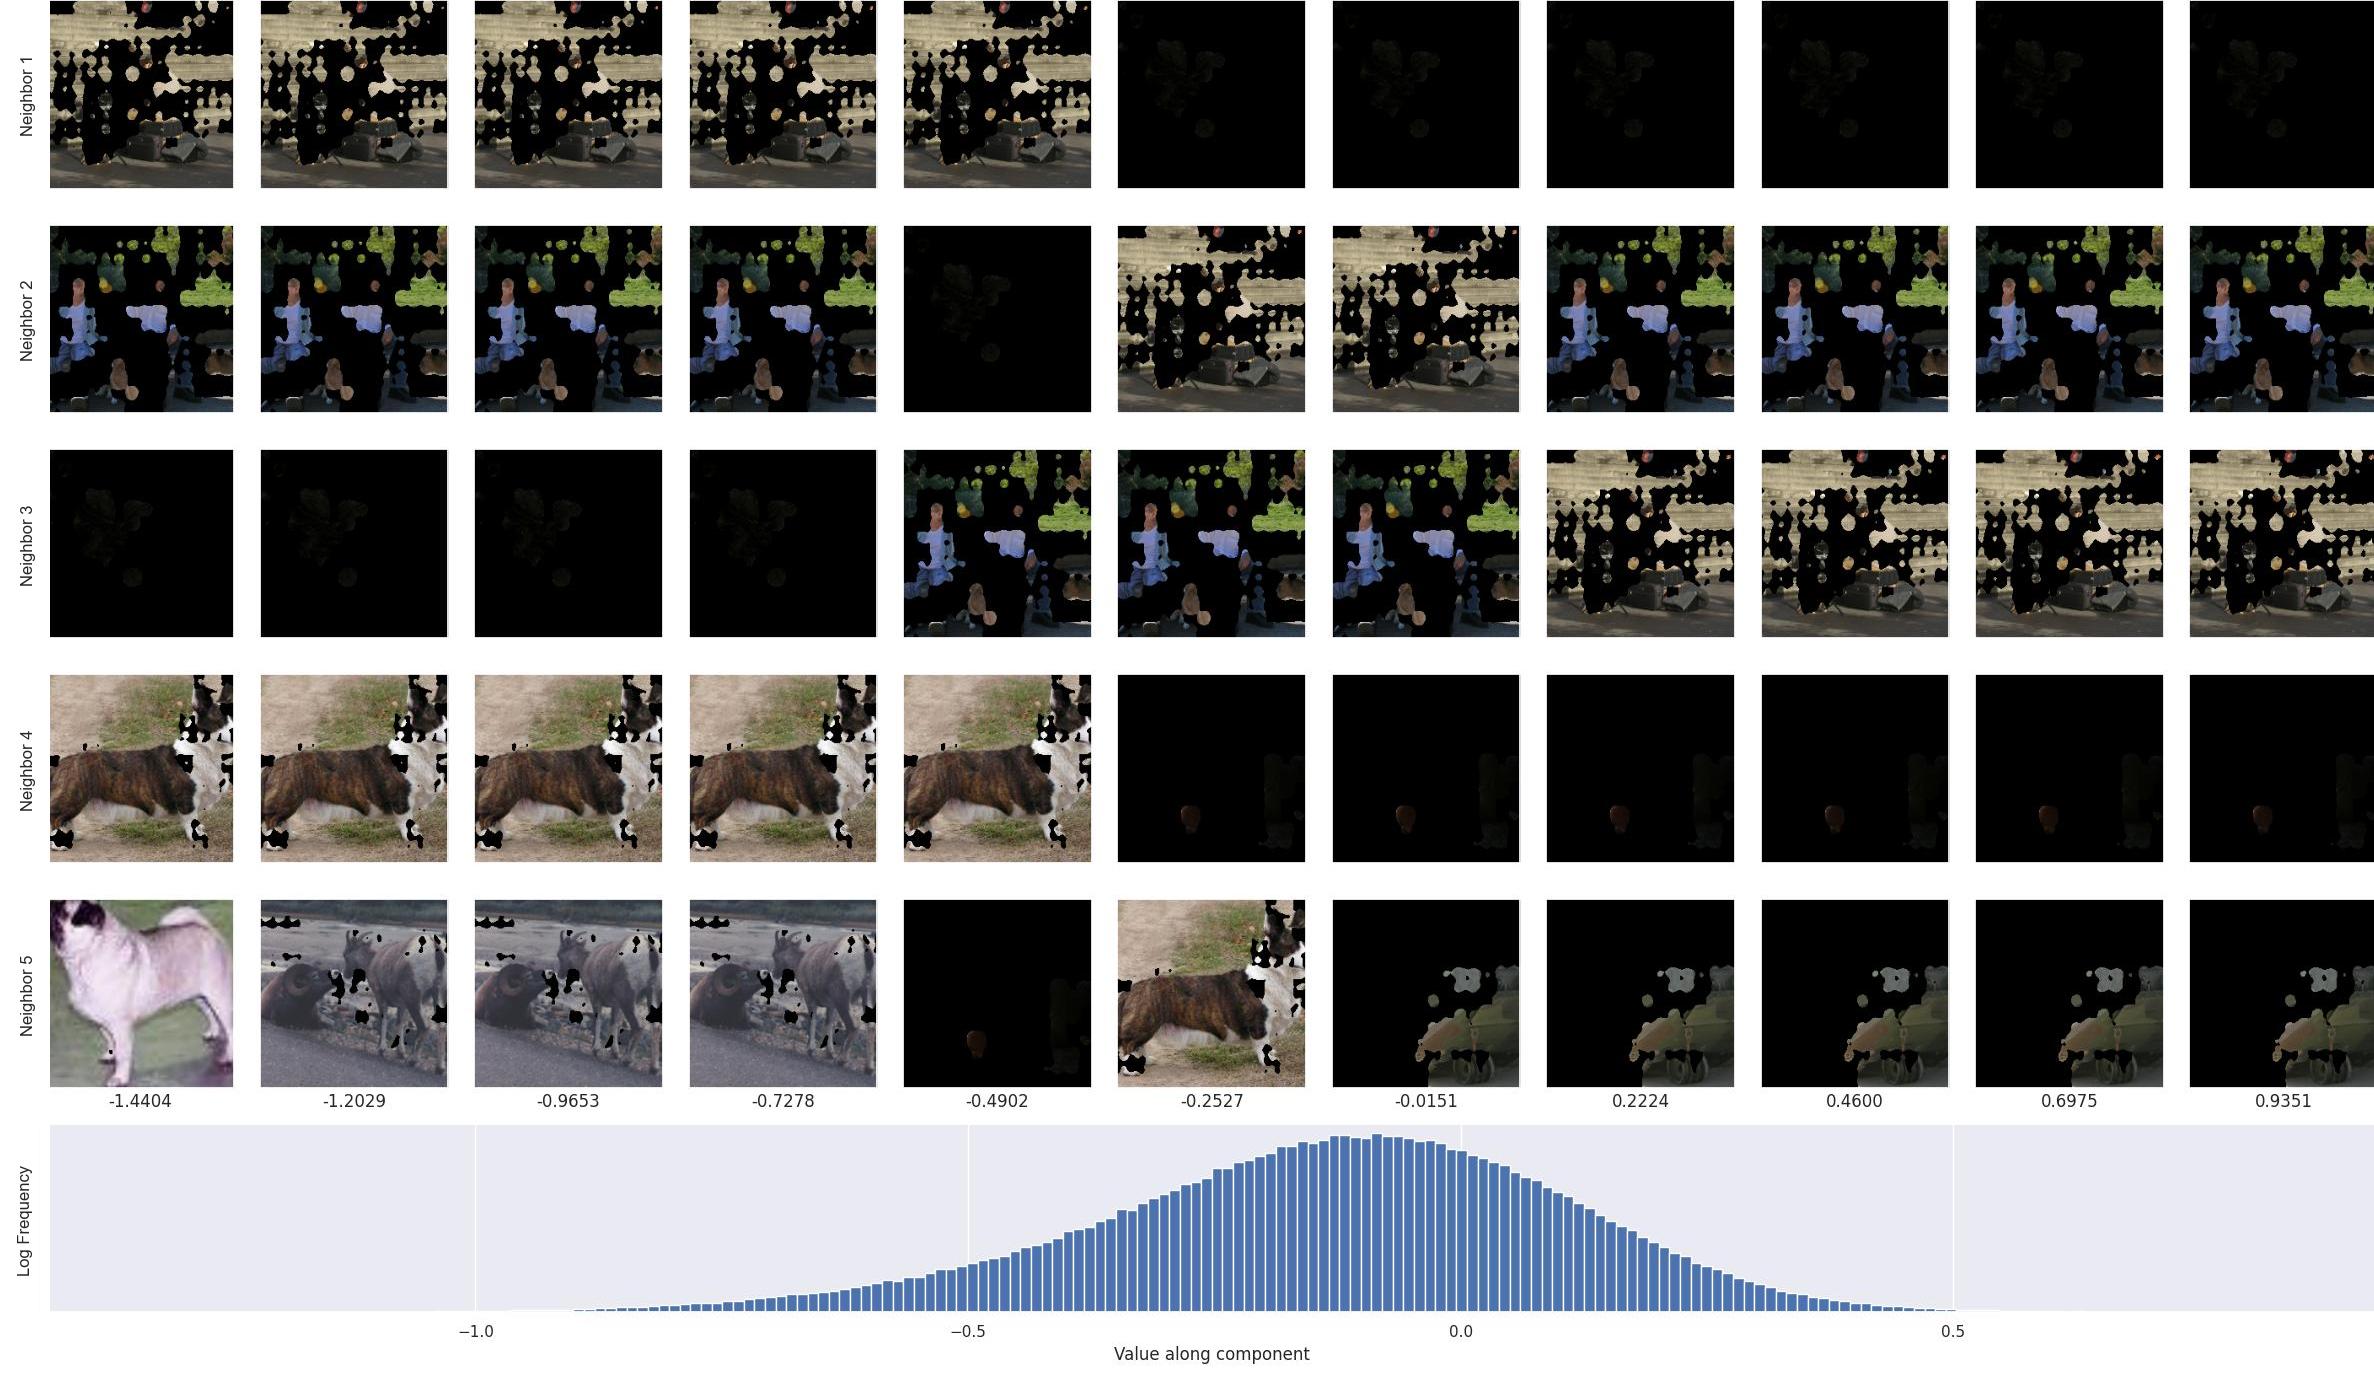 Neighbor 1
Neighbor 2
Neighbor 3
Neighbor 4
Neighbor 5
-1.4404 -1.2029 -0.9653 -0.7278 -0.4902 -0.2527 -0.0151 0.2224 0.4600 0.6975 0.9351
Log Frequency
−1.0 −0.5 0.0 0.5
Value along component